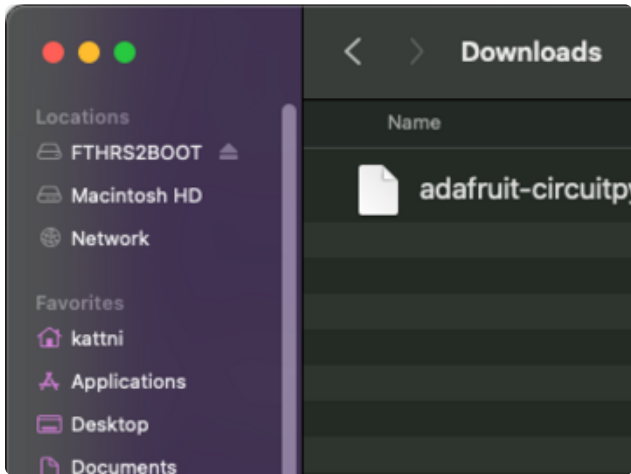 Downloads
Locations
FTHRS2BOOT
Macintosh HD
Network
Favorites
kattni
Applications
Desktop
Documents
Name
adafruit-circuitpy